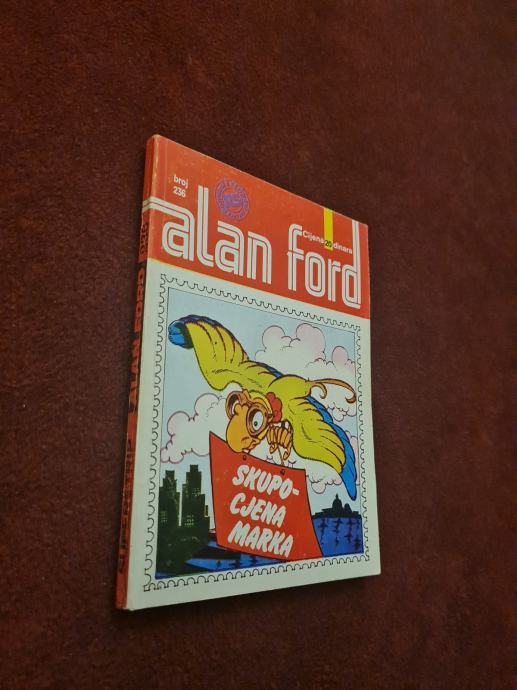 broj
236
Cijena 20 dinara
alan ford
SKUPO-
CJENA
MARKA
SUPERSTRIP ALAN FORD